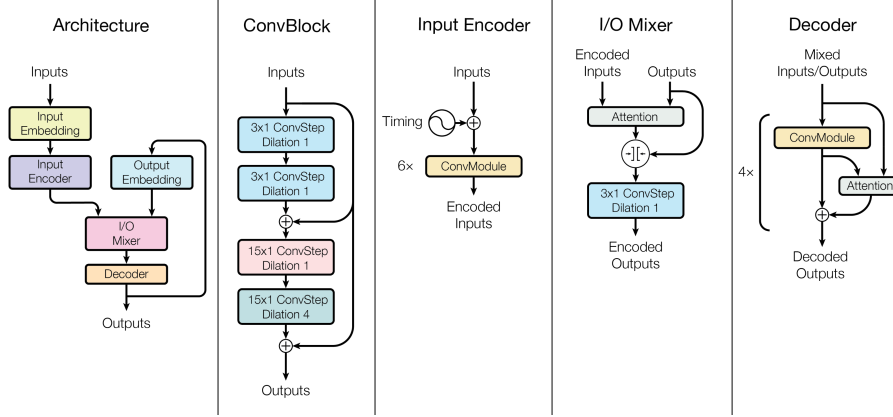 Architecture
Inputs
Input
Embedding
Input
Encoder
Output
Embedding
I/O
Mixer
Decoder
Outputs
ConvBlock
Inputs
3x1 ConvStep
Dilation 1
3x1 ConvStep
Dilation 1
15x1 ConvStep
Dilation 1
15x1 ConvStep
Dilation 4
Outputs
Input Encoder
Inputs
Timing
6×
ConvModule
Encoded
Inputs
I/O Mixer
Encoded
Inputs
Outputs
Attention
3x1 ConvStep
Dilation 1
Encoded
Outputs
Decoder
Mixed
Inputs/Outputs
ConvModule
4×
Attention
Decoded
Outputs